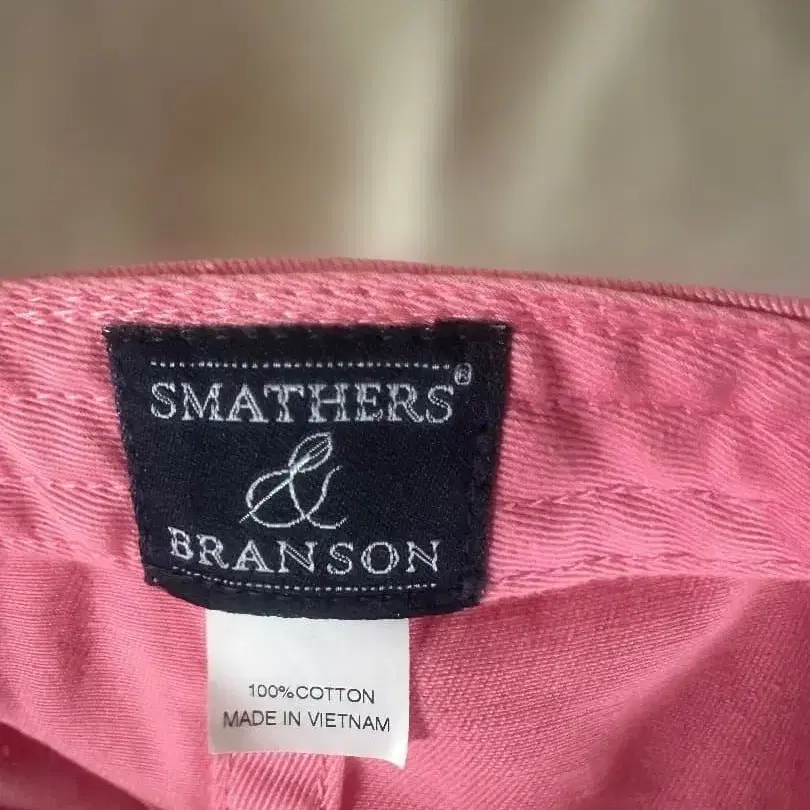 SMATHERS®
&
BRANSON
100%COTTON
MADE IN VIETNAM